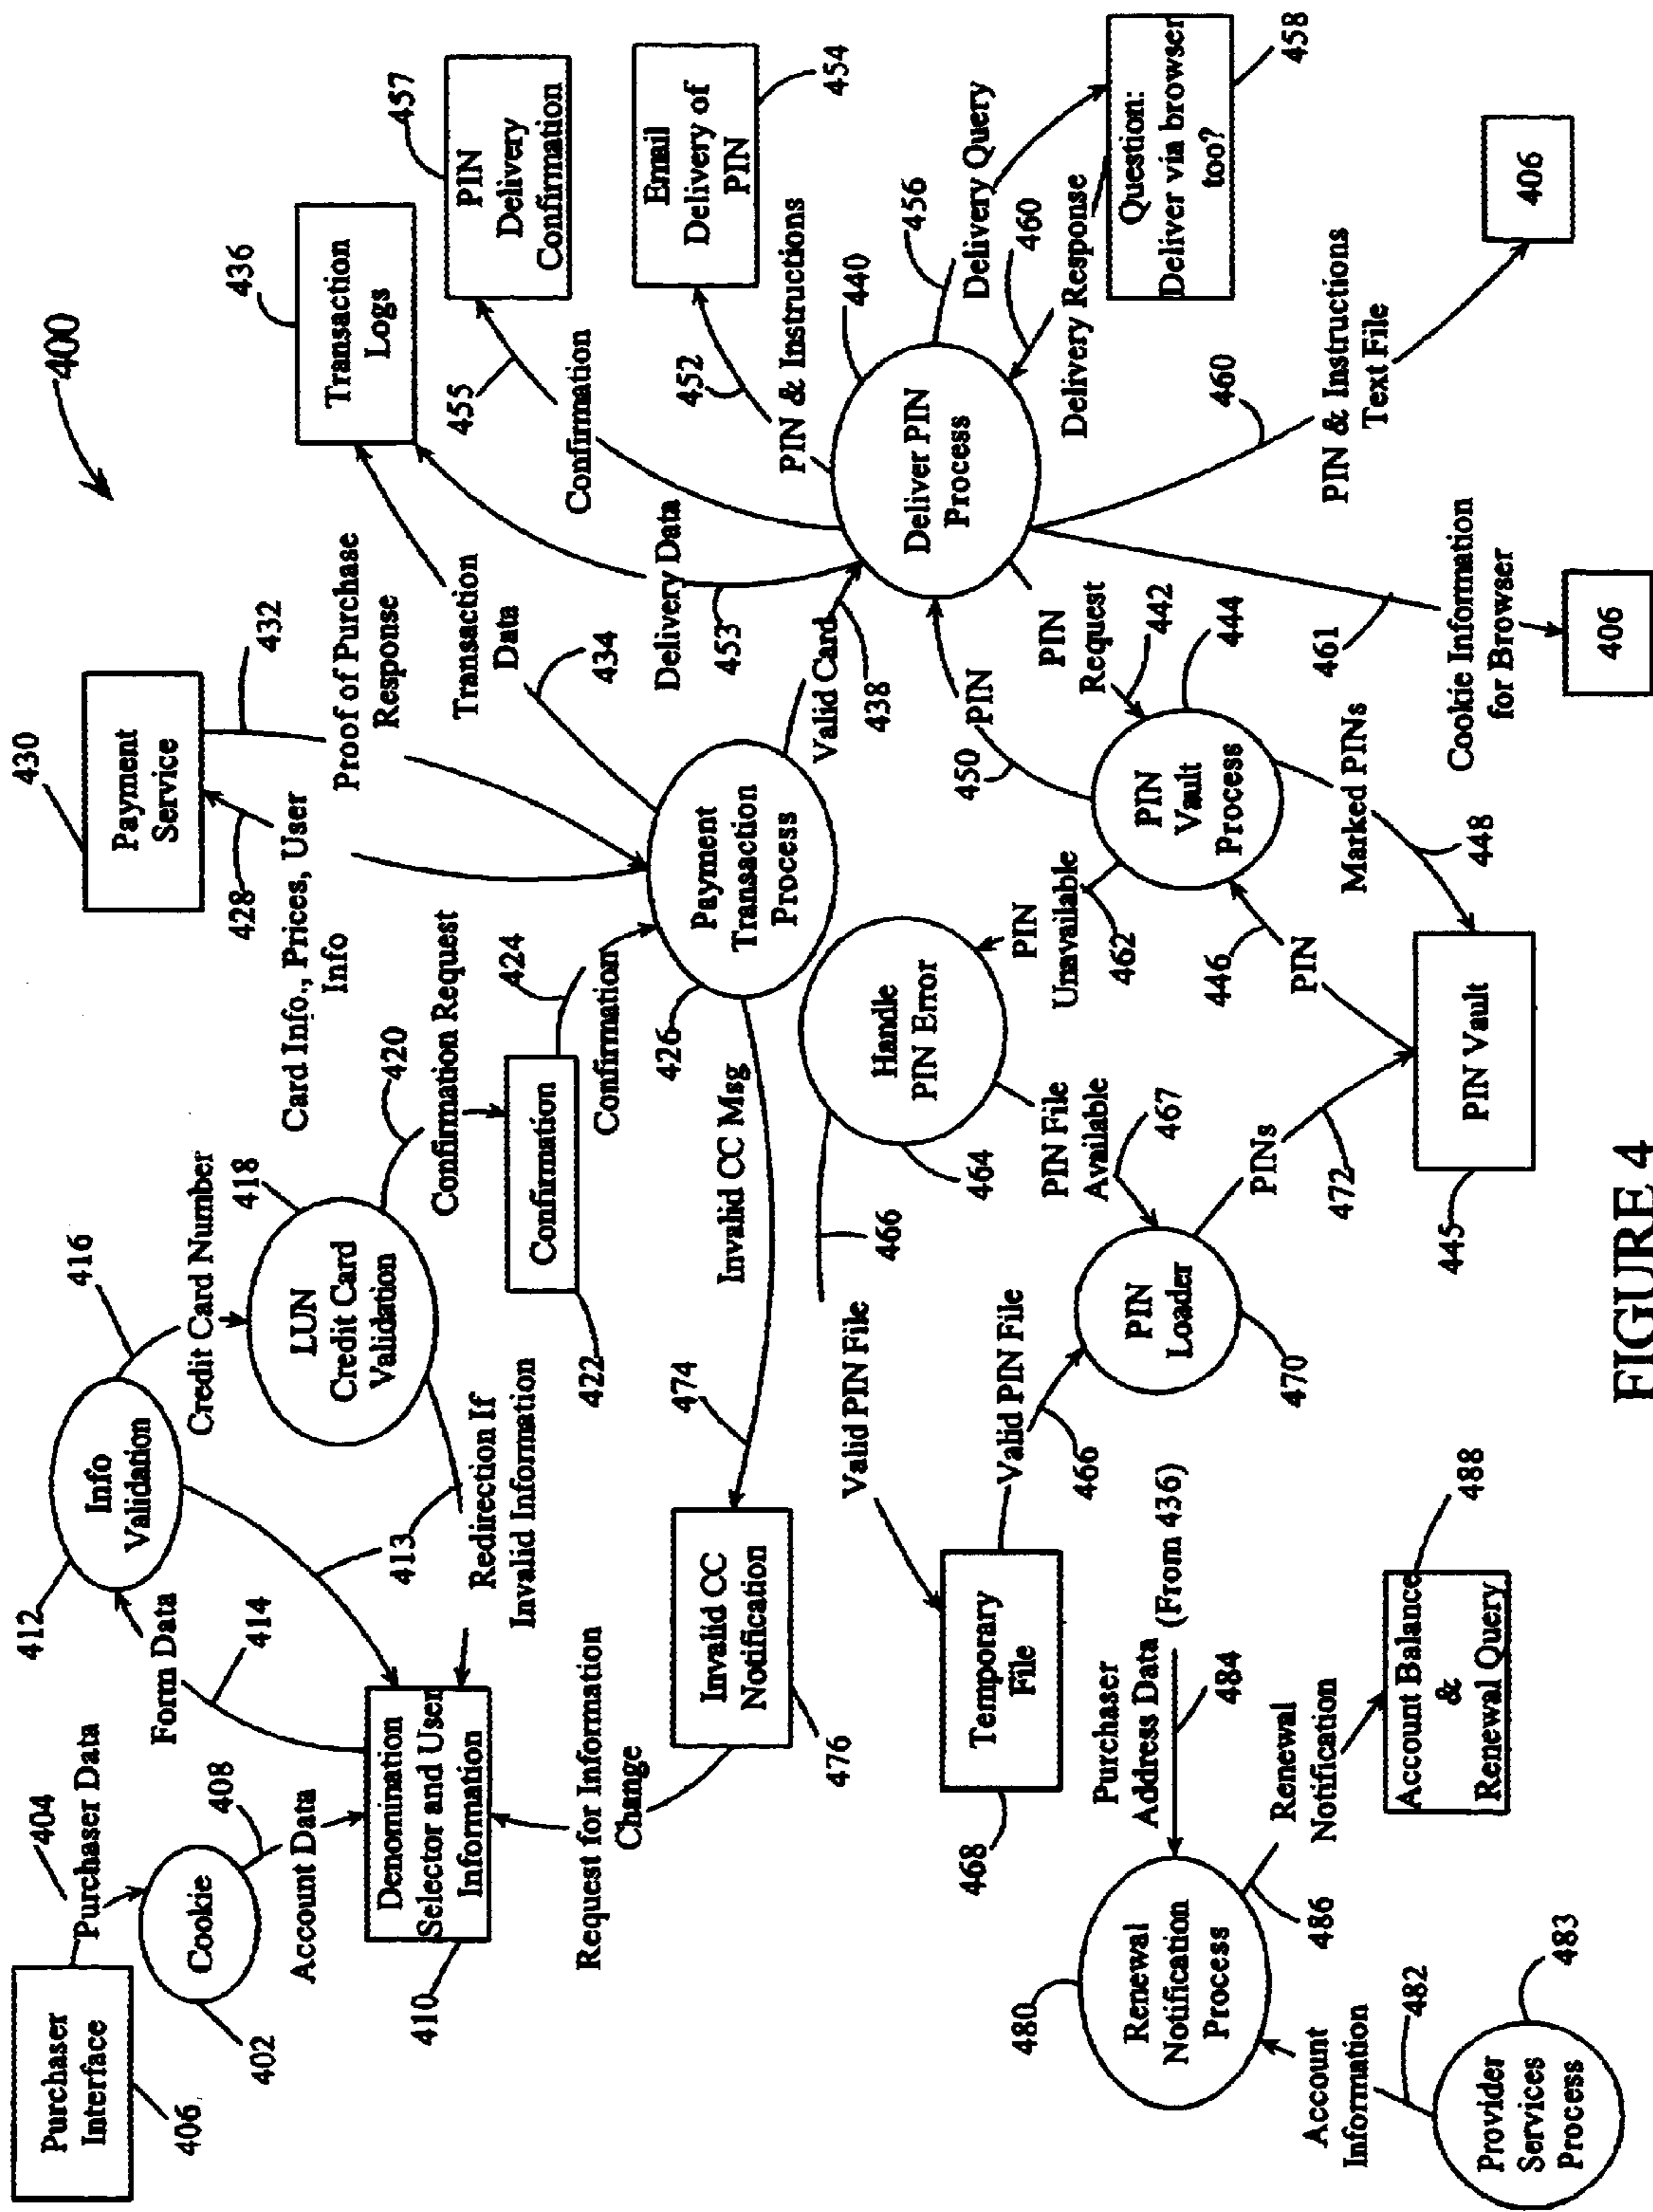 400
Purchaser
Interface
406
404
Purchaser Data
Cookie
402
408
Account Data
Denomination
Selector and User
Information
410
Form Data
414
412
Info
Validation
413
Redirection If
Invalid Information
416
Credit Card Number
LUN
Credit Card
Validation
418
420
Confirmation Request
Confirmation
422
424
Confirmation
430
Payment
Service
428
Card Info., Prices, User
Info
432
Proof of Purchase
Response
Payment
Transaction
Process
426
Transaction
Data
434
436
Transaction
Logs
Delivery Data
453
Valid Card
438
455
Confirmation
457
PIN
Delivery
Confirmation
452
PIN & Instructions
Email
Delivery of
PIN
454
440
Deliver PIN
Process
456
Delivery Query
460
Delivery Response
Question:
Deliver via browser
too?
458
460
PIN & Instructions
Text File
406
461
Cookie Information
for Browser
406
PIN
Request
442
444
PIN
Vault
Process
450
PIN
Marked PINs
448
446
PIN
PIN
Unavailable
462
Handle
PIN Error
464
PIN File
Available
467
466
Valid PIN File
Invalid CC Msg
474
Invalid CC
Notification
476
Request for Information
Change
Temporary
File
468
Valid PIN File
466
PIN
Loader
470
PINs
472
PIN Vault
445
Purchaser
Address Data (From 436)
484
480
Renewal
Notification
Process
Renewal
Notification
486
Account Balance
&
Renewal Query
488
Account
Information
482
Provider
Services
Process
483
FIGURE 4